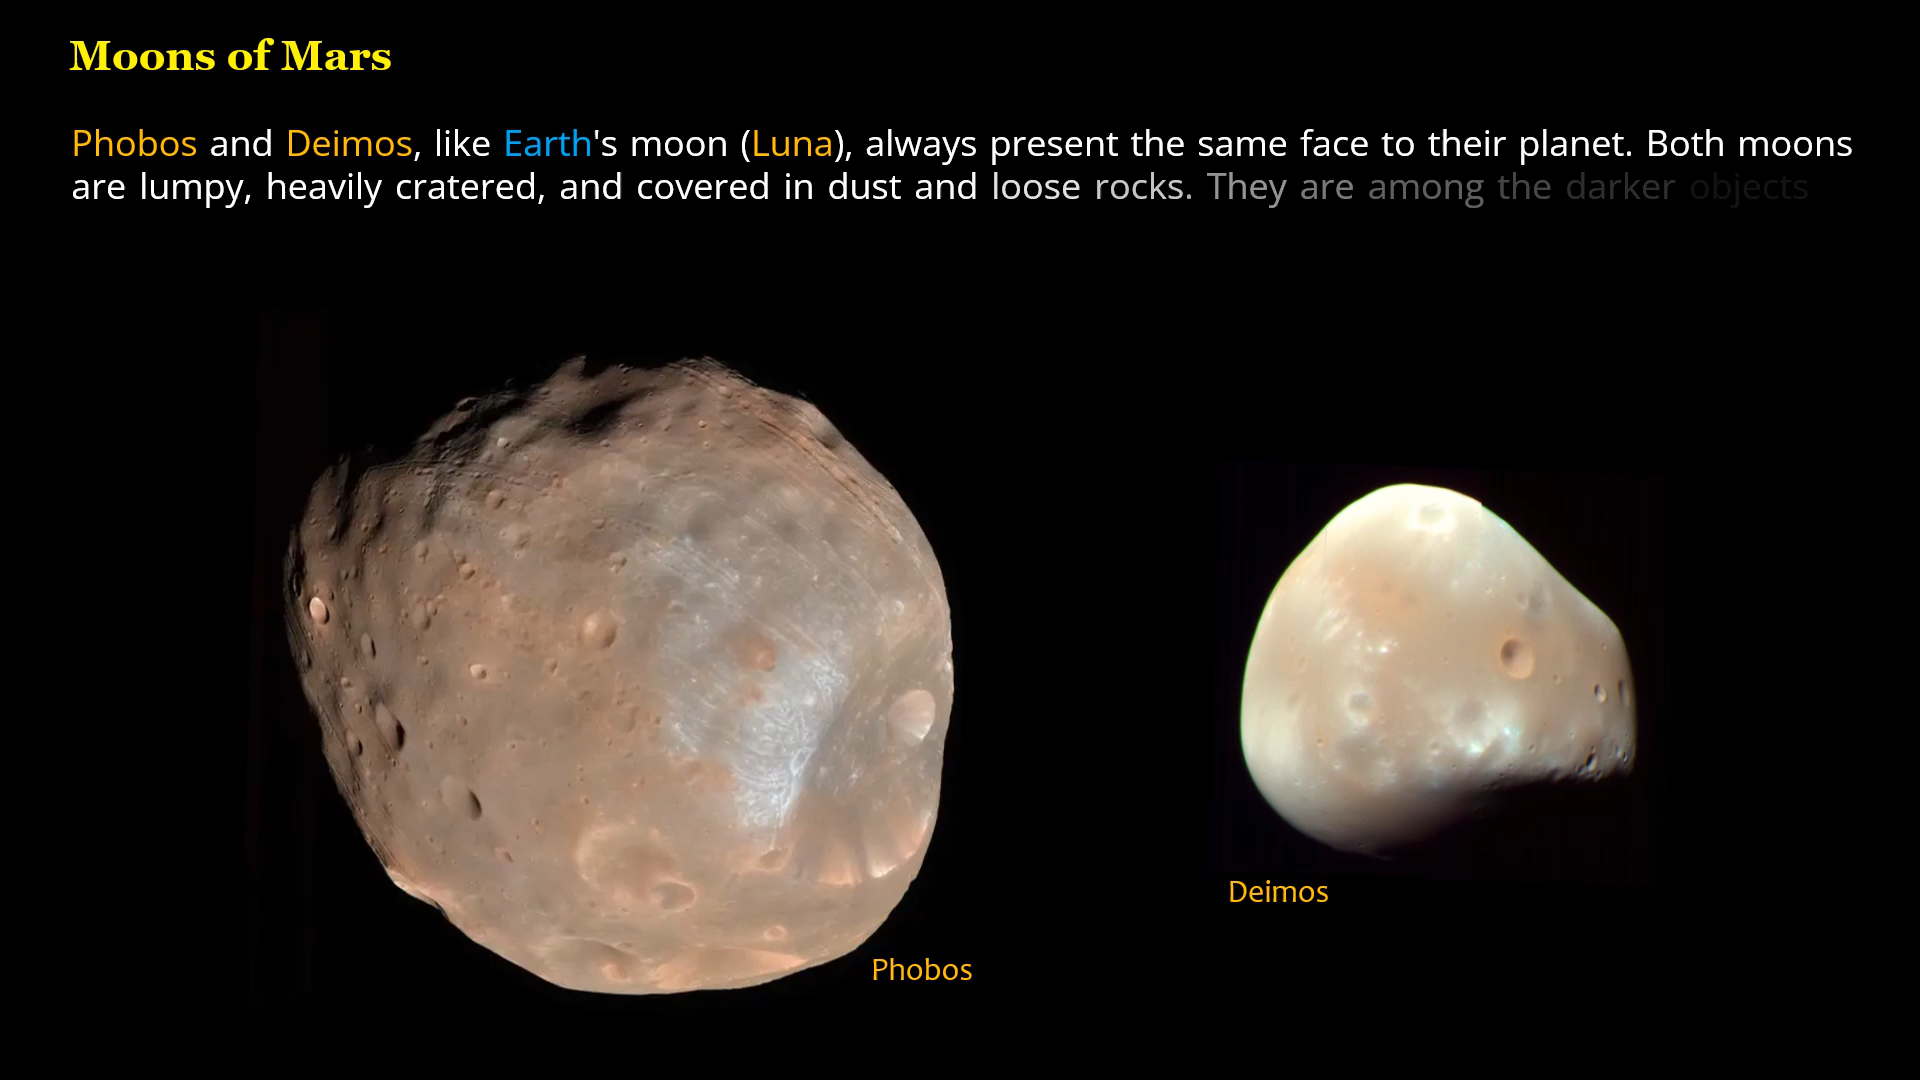 Moons of Mars
Phobos and Deimos, like Earth's moon (Luna), always present the same face to their planet. Both moons
are lumpy, heavily cratered, and covered in dust and loose rocks. They are among the darker objects
Deimos
Phobos